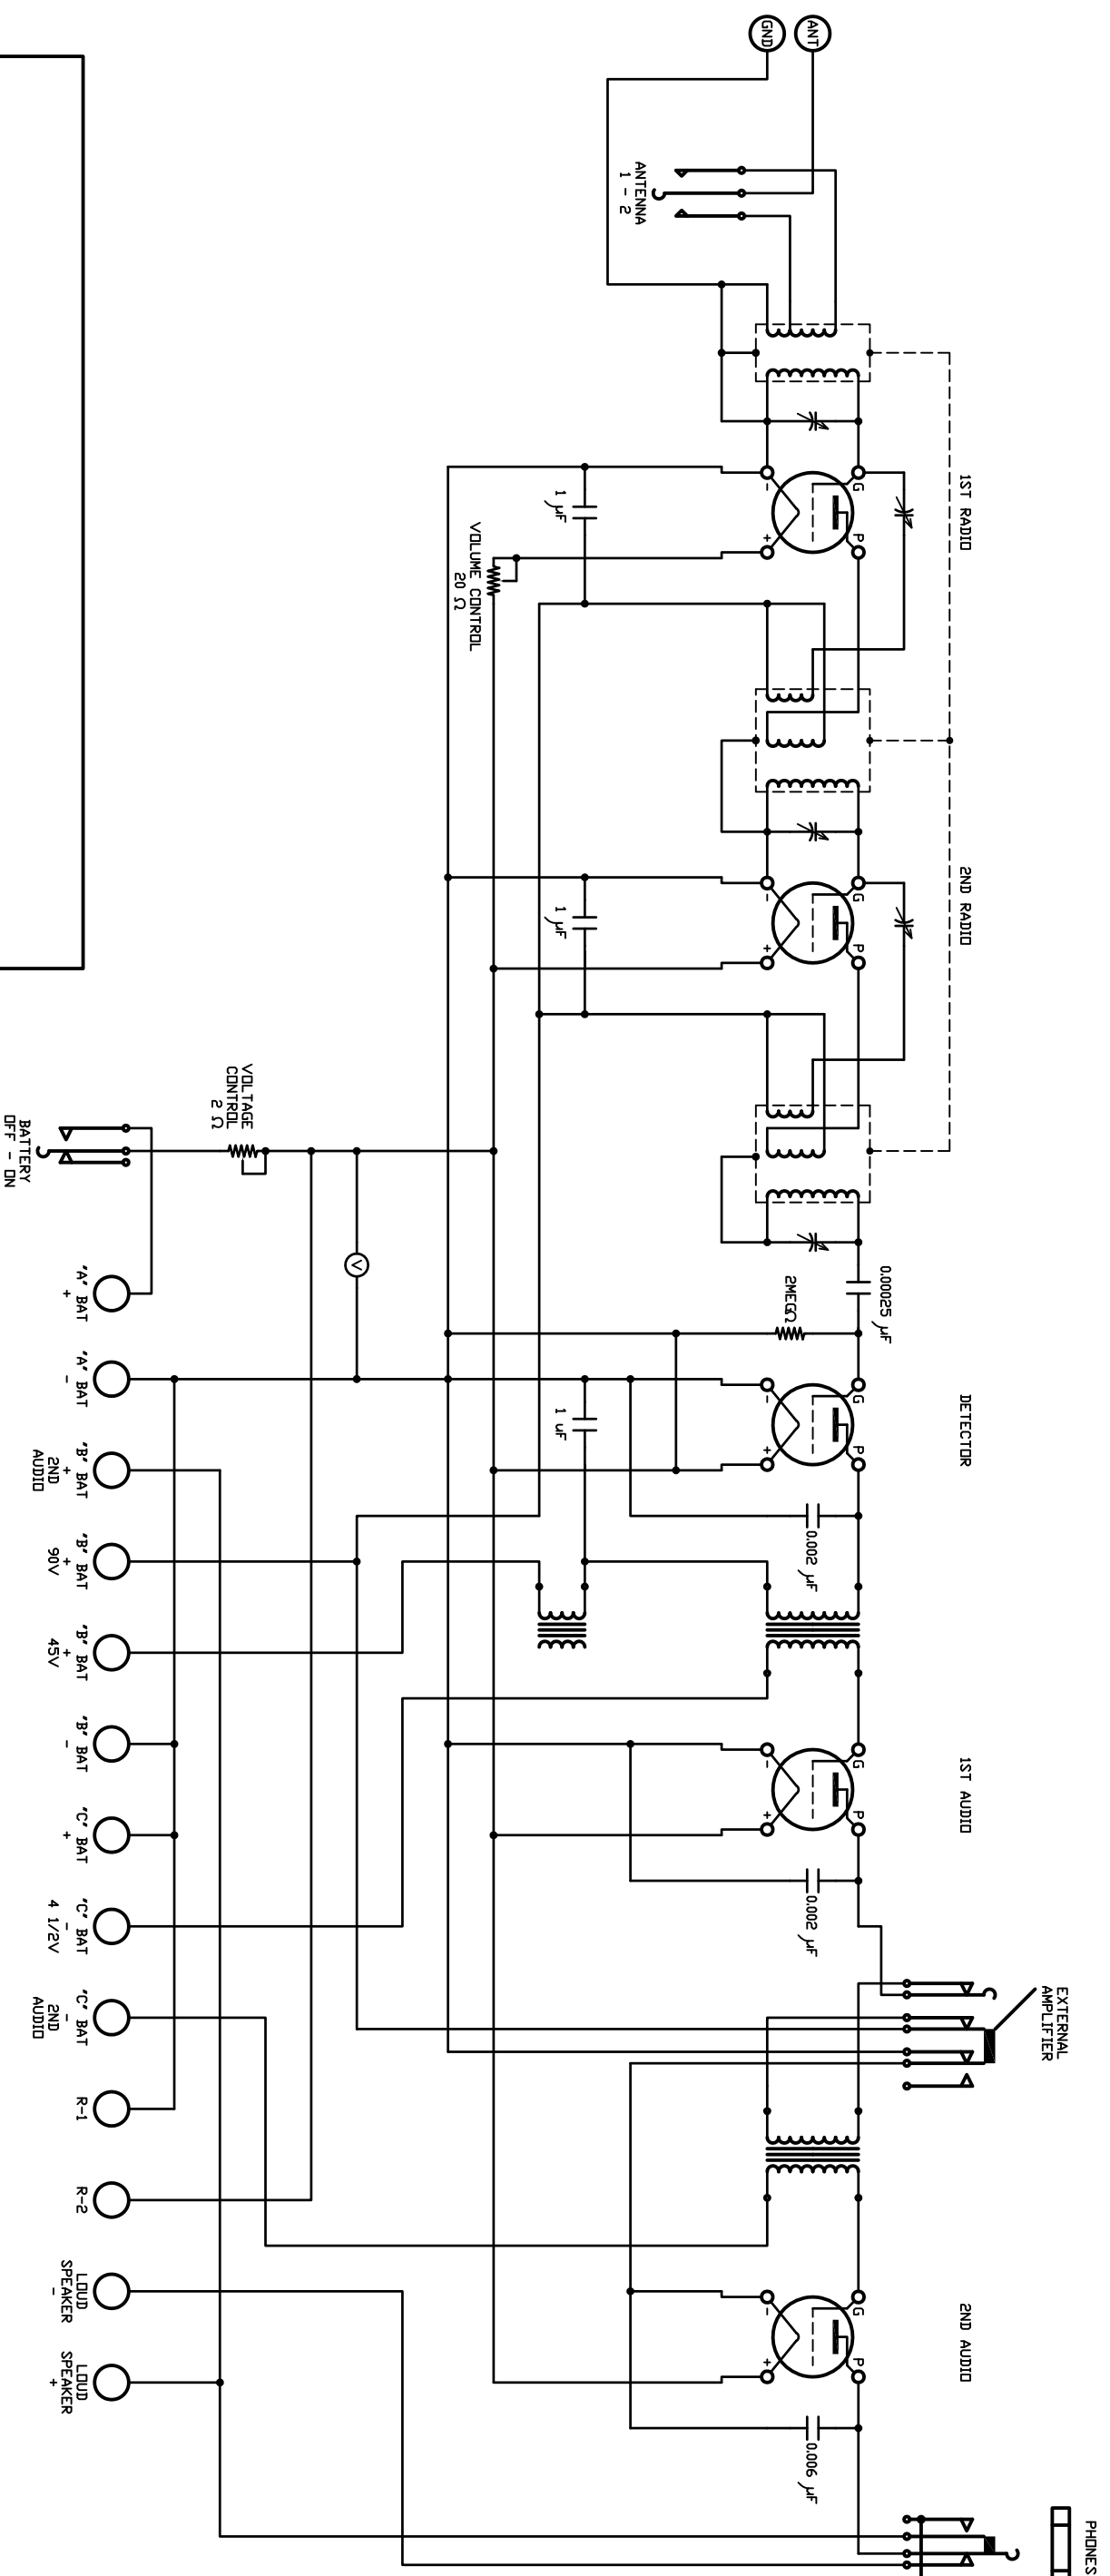 ANT
GND
ANTENNA
1 - 2
1ST RADIO
G
P
-
+
1 µF
VOLUME CONTROL
20 Ω
2ND RADIO
G
P
-
+
1 µF
VOLTAGE
CONTROL
2 Ω
BATTERY
OFF - ON
V
0.00025 µF
2MEGΩ
DETECTOR
G
P
-
+
1 uF
0.002 µF
1ST AUDIO
G
P
-
+
0.002 µF
EXTERNAL
AMPLIFIER
2ND AUDIO
G
P
-
+
0.006 µF
PHONES
"A" BAT
+
"A" BAT
-
"B" BAT
+
2ND
AUDIO
"B" BAT
+
90V
"B" BAT
+
45V
"B" BAT
-
"C" BAT
+
"C" BAT
-
4 1/2V
"C" BAT
-
2ND
AUDIO
R-1
R-2
LOUD
SPEAKER
-
LOUD
SPEAKER
+